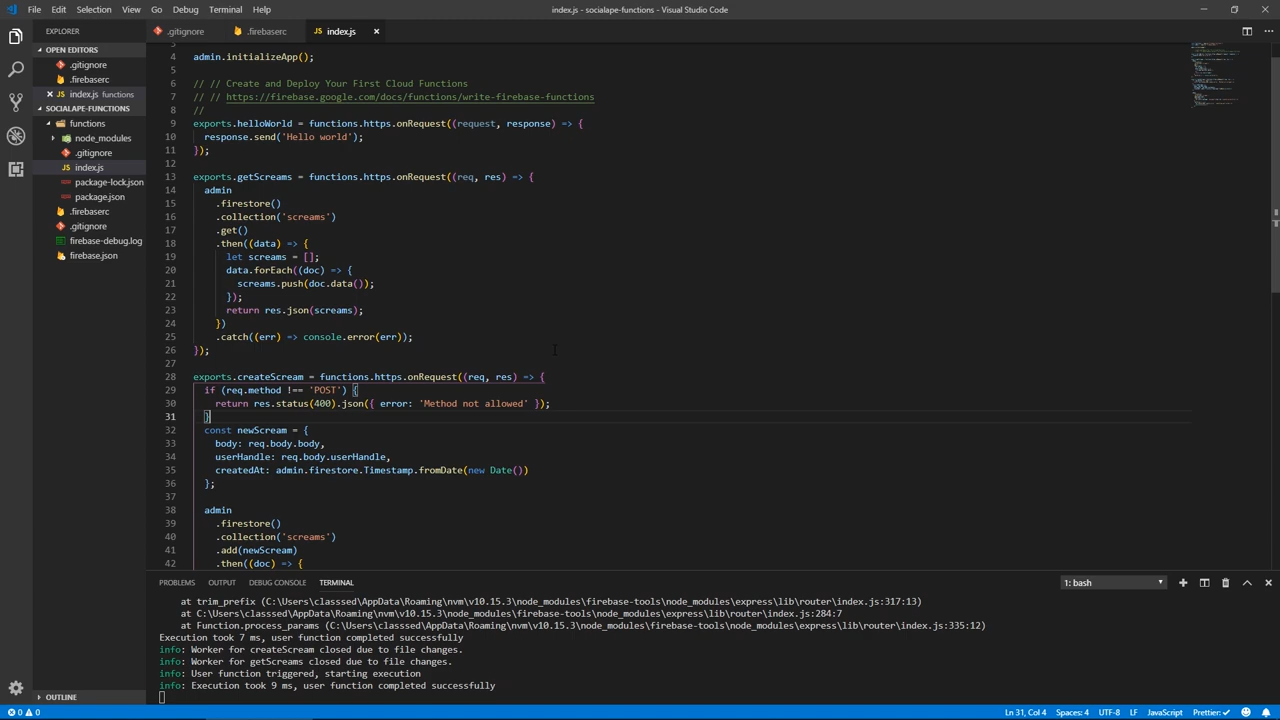 File Edit Selection View Go Debug Terminal Help
index.js - socialape-functions - Visual Studio Code
EXPLORER
OPEN EDITORS
.gitignore
.firebaserc
index.js functions
SOCIALAPE-FUNCTIONS
functions
node_modules
.gitignore
index.js
package-lock.json
package.json
.firebaserc
.gitignore
firebase-debug.log
firebase.json
OUTLINE
.gitignore .firebaserc index.js
3
4 admin.initializeApp();
5
6 // // Create and Deploy Your First Cloud Functions
7 // // https://firebase.google.com/docs/functions/write-firebase-functions
8 //
9 exports.helloWorld = functions.https.onRequest((request, response) => {
10 response.send('Hello world');
11 });
12
13 exports.getScreams = functions.https.onRequest((req, res) => {
14 admin
15 .firestore()
16 .collection('screams')
17 .get()
18 .then((data) => {
19 let screams = [];
20 data.forEach((doc) => {
21 screams.push(doc.data());
22 });
23 return res.json(screams);
24 })
25 .catch((err) => console.error(err));
26 });
27
28 exports.createScream = functions.https.onRequest((req, res) => {
29 if (req.method !== 'POST') {
30 return res.status(400).json({ error: 'Method not allowed' });
31 }
32 const newScream = {
33 body: req.body.body,
34 userHandle: req.body.userHandle,
35 createdAt: admin.firestore.Timestamp.fromDate(new Date())
36 };
37
38 admin
39 .firestore()
40 .collection('screams')
41 .add(newScream)
42 .then((doc) => {
PROBLEMS OUTPUT DEBUG CONSOLE TERMINAL
1: bash
at trim_prefix (C:\Users\classsed\AppData\Roaming\nvm\v10.15.3\node_modules\firebase-tools\node_modules\express\lib\router\index.js:317:13)
at C:\Users\classsed\AppData\Roaming\nvm\v10.15.3\node_modules\firebase-tools\node_modules\express\lib\router\index.js:284:7
at Function.process_params (C:\Users\classsed\AppData\Roaming\nvm\v10.15.3\node_modules\firebase-tools\node_modules\express\lib\router\index.js:335:12)
Execution took 7 ms, user function completed successfully
info: Worker for createScream closed due to file changes.
info: Worker for getScreams closed due to file changes.
info: User function triggered, starting execution
info: Execution took 9 ms, user function completed successfully
0 0
Ln 31, Col 4 Spaces: 4 UTF-8 LF JavaScript Prettier: ✓